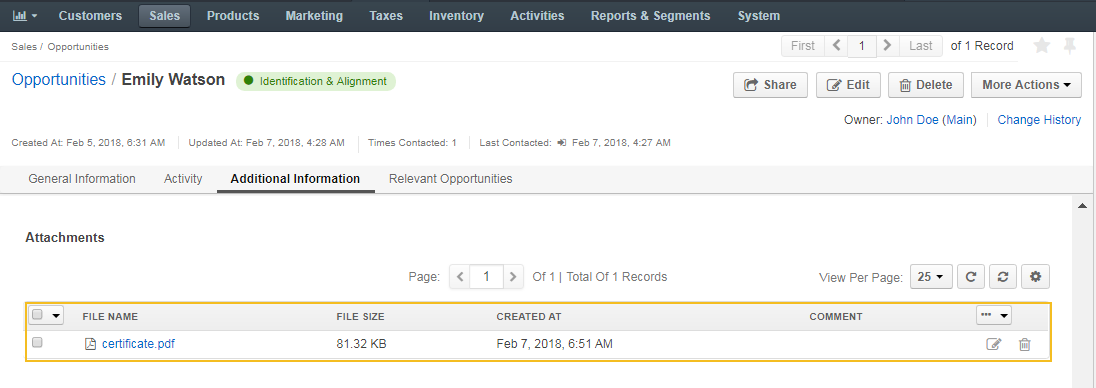 Customers Sales Products Marketing Taxes Inventory Activities Reports & Segments System
Sales / Opportunities First 1 Last of 1 Record
Opportunities / Emily Watson Identification & Alignment Share Edit Delete More Actions
Owner: John Doe (Main) Change History
Created At: Feb 5, 2018, 6:31 AM Updated At: Feb 7, 2018, 4:28 AM Times Contacted: 1 Last Contacted: Feb 7, 2018, 4:27 AM
General Information Activity Additional Information Relevant Opportunities
Attachments
Page: 1 Of 1 | Total Of 1 Records View Per Page: 25
FILE NAME FILE SIZE CREATED AT COMMENT
certificate.pdf 81.32 KB Feb 7, 2018, 6:51 AM